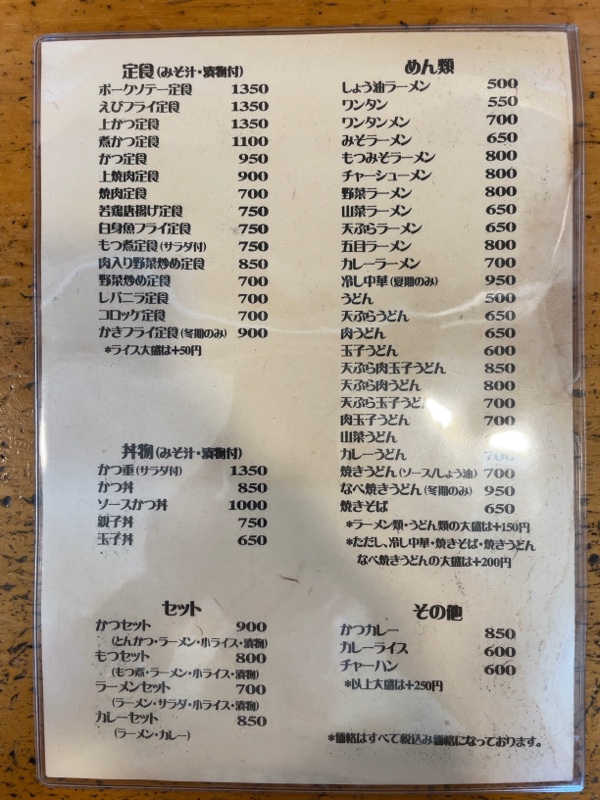 定食(みそ汁・漬物付)
ポークソテー定食 1350
えびフライ定食 1350
上かつ定食 1350
煮かつ定食 1100
かつ定食 950
上焼肉定食 900
焼肉定食 700
若鶏唐揚げ定食 750
白身魚フライ定食 750
もつ煮定食(サラダ付) 750
肉入り野菜炒め定食 850
野菜炒め定食 700
レバニラ定食 700
コロッケ定食 700
かきフライ定食(冬期のみ) 900
*ライス大盛は+50円
丼物(みそ汁・漬物付)
かつ重(サラダ付) 1350
かつ丼 850
ソースかつ丼 1000
親子丼 750
玉子丼 650
セット
かつセット 900
(とんかつ・ラーメン・小ライス・漬物)
もつセット 800
(もつ煮・ラーメン・小ライス・漬物)
ラーメンセット 700
(ラーメン・サラダ・小ライス・漬物)
カレーセット 850
(ラーメン・カレー)
めん類
しょう油ラーメン 500
ワンタン 550
ワンタンメン 700
みそラーメン 650
もつみそラーメン 800
チャーシューメン 800
野菜ラーメン 800
山菜ラーメン 650
天ぷらラーメン 650
五目ラーメン 800
カレーラーメン 700
冷し中華(夏期のみ) 950
うどん 500
天ぷらうどん 650
肉うどん 650
玉子うどん 600
天ぷら肉玉子うどん 850
天ぷら肉うどん 800
天ぷら玉子うどん 700
肉玉子うどん 700
山菜うどん
カレーうどん 700
焼きうどん(ソース/しょう油) 700
なべ焼きうどん(冬期のみ) 950
焼きそば 650
*ラーメン類・うどん類の大盛は+150円
*ただし、冷し中華・焼きそば・焼きうどん
なべ焼きうどんの大盛は+200円
その他
かつカレー 850
カレーライス 600
チャーハン 600
*以上大盛は+250円
*価格はすべて税込み価格になっております。